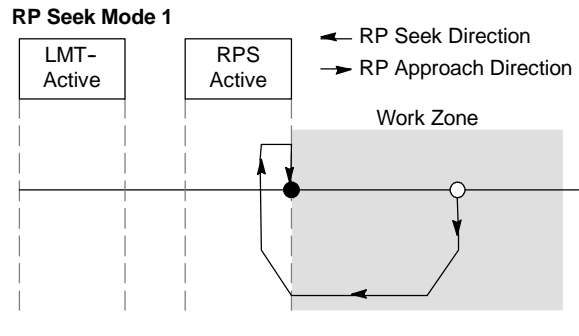 RP Seek Mode 1
LMT-
Active
RPS
Active
RP Seek Direction
RP Approach Direction
Work Zone